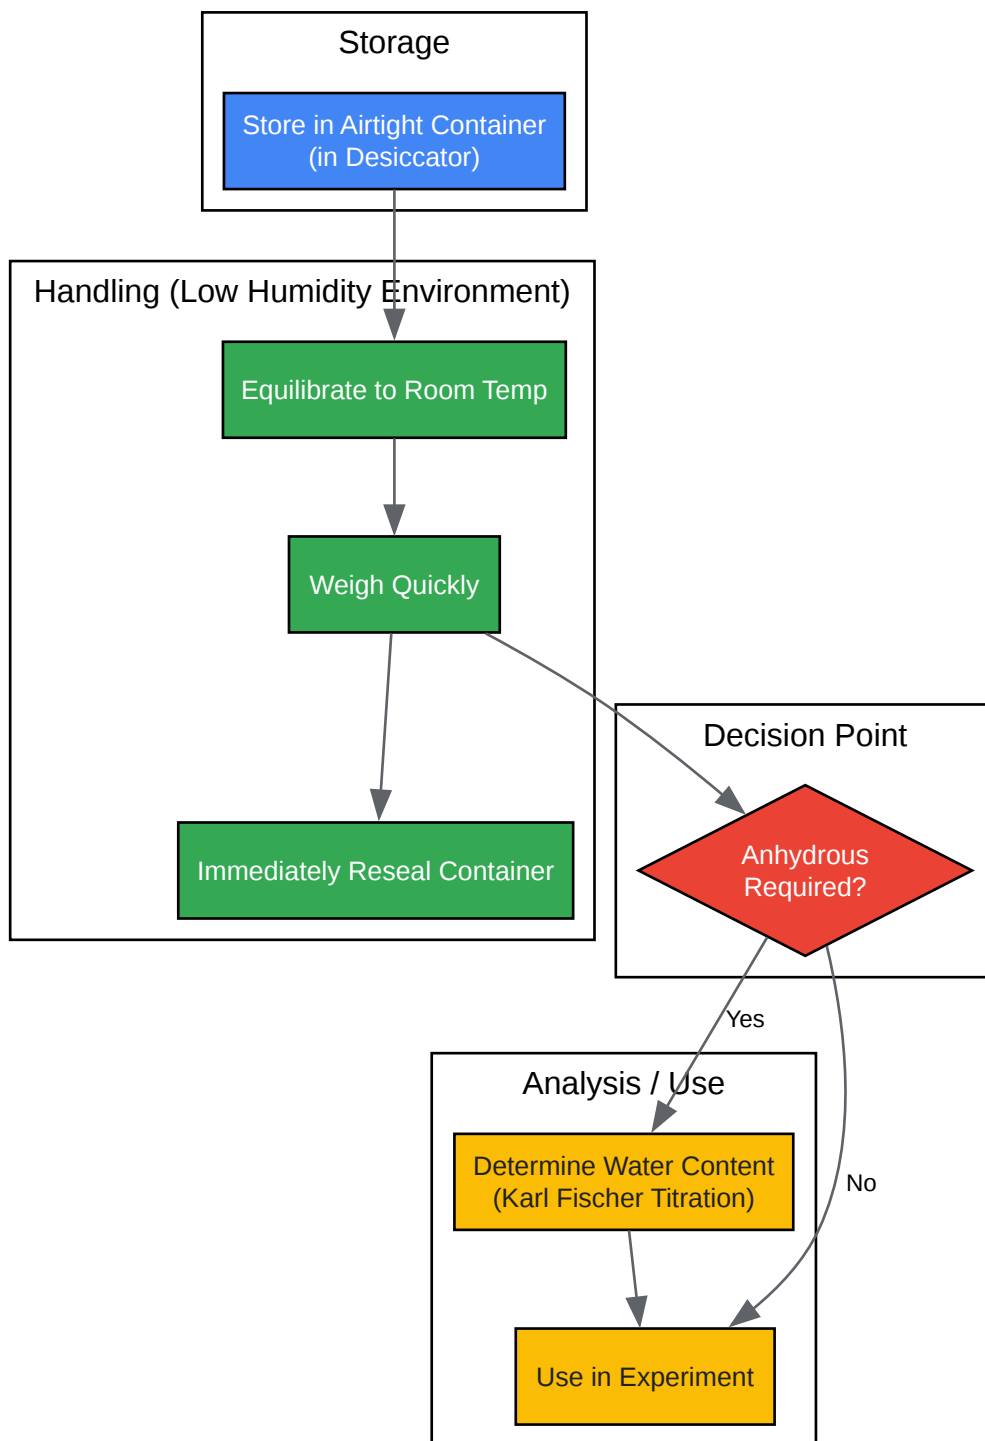 Storage
Store in Airtight Container
(in Desiccator)
Handling (Low Humidity Environment)
Equilibrate to Room Temp
Weigh Quickly
Immediately Reseal Container
Decision Point
Anhydrous
Required?
Yes
No
Analysis / Use
Determine Water Content
(Karl Fischer Titration)
Use in Experiment